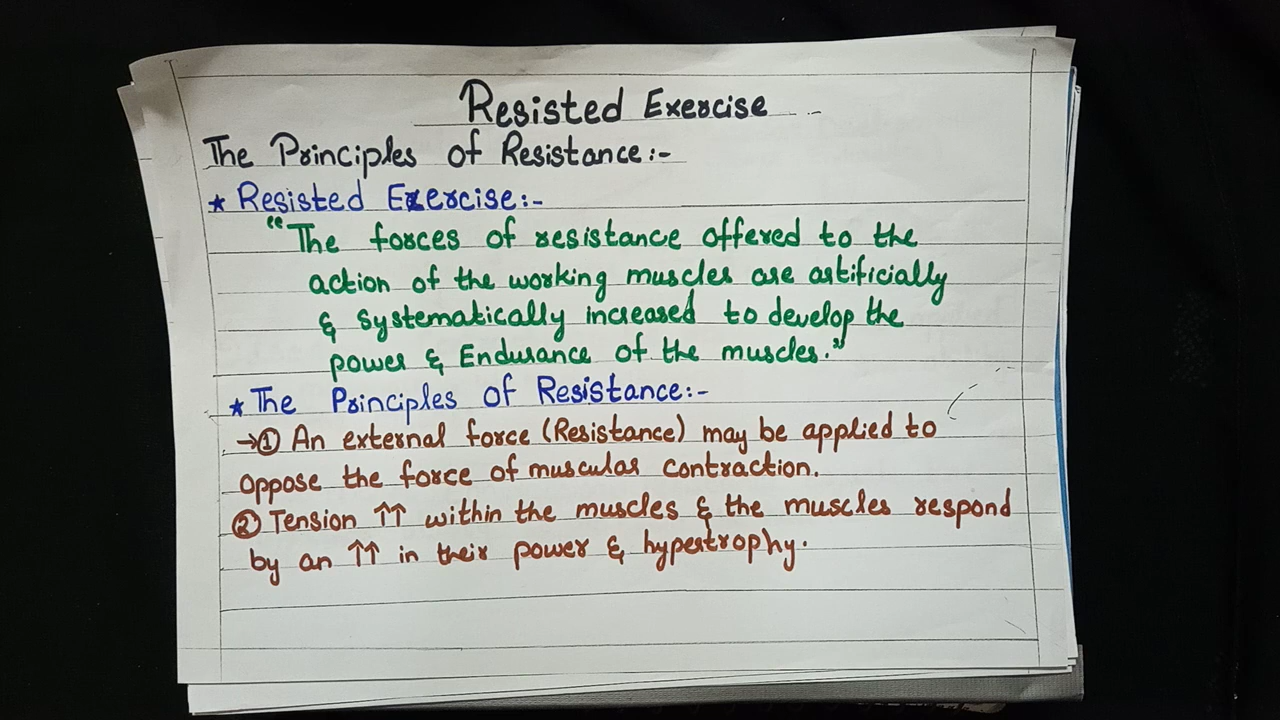 Resisted Exercise
The Principles of Resistance:-
* Resisted Exercise:-
"The forces of resistance offered to the
action of the working muscles are artificially
& systematically increased to develop the
power & Endurance of the muscles."
* The Principles of Resistance:-
→① An external force (Resistance) may be applied to
oppose the force of muscular contraction.
② Tension ↑↑ within the muscles & the muscles respond
by an ↑↑ in their power & hypertrophy.